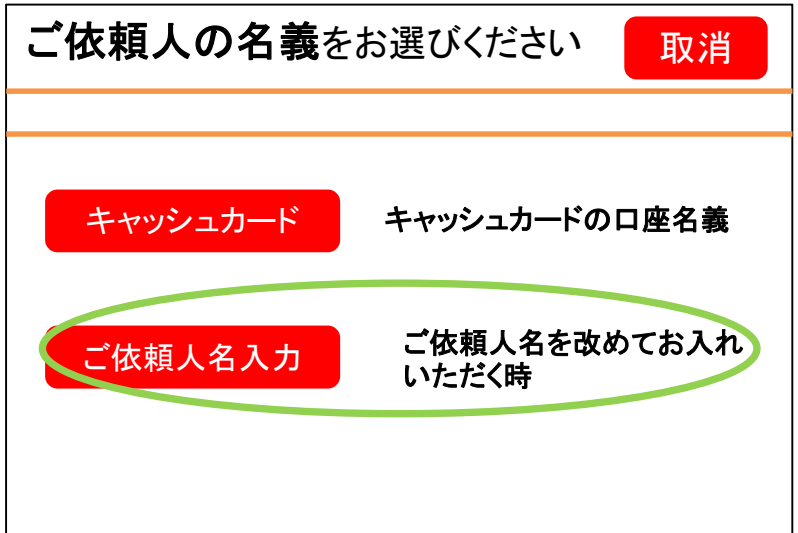 ご依頼人の名義をお選びください
取消
キャッシュカード
キャッシュカードの口座名義
ご依頼人名入力
ご依頼人名を改めてお入れ
いただく時